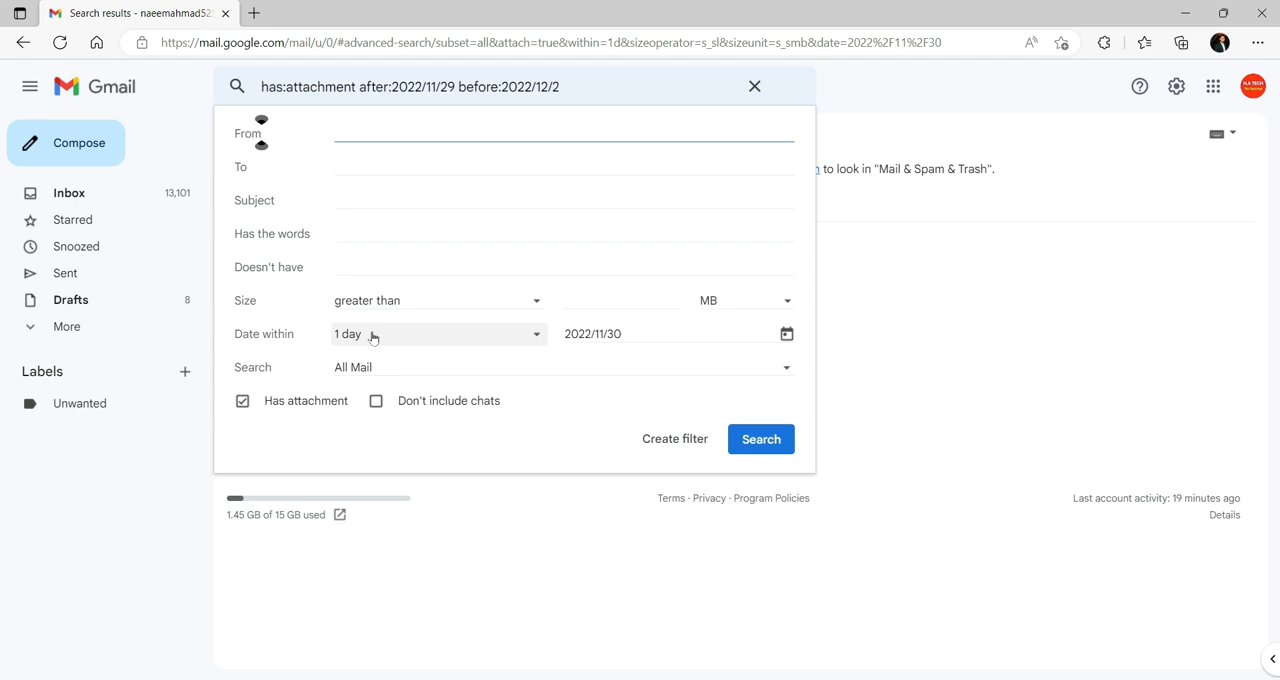 Search results - naeemahmad52
https://mail.google.com/mail/u/0/#advanced-search/subset=all&attach=true&within=1d&sizeoperator=s_sl&sizeunit=s_smb&date=2022%2F11%2F30
Gmail
has:attachment after:2022/11/29 before:2022/12/2
Compose
Inbox 13,101
Starred
Snoozed
Sent
Drafts 8
More
Labels
Unwanted
From
To
Subject
Has the words
Doesn't have
Size greater than MB
Date within 1 day 2022/11/30
Search All Mail
Has attachment Don't include chats
Create filter Search
to look in "Mail & Spam & Trash".
1.45 GB of 15 GB used
Terms · Privacy · Program Policies
Last account activity: 19 minutes ago
Details